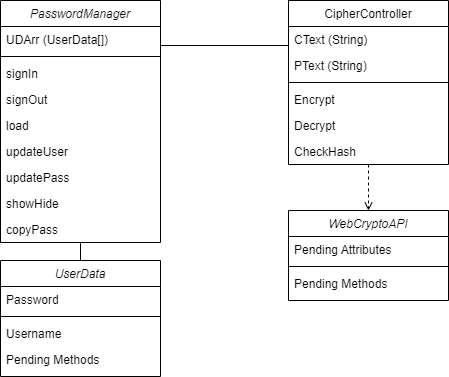 PasswordManager
UDArr (UserData[])
signIn
signOut
load
updateUser
updatePass
showHide
copyPass
CipherController
CText (String)
PText (String)
Encrypt
Decrypt
CheckHash
UserData
Password
Username
Pending Methods
WebCryptoAPI
Pending Attributes
Pending Methods